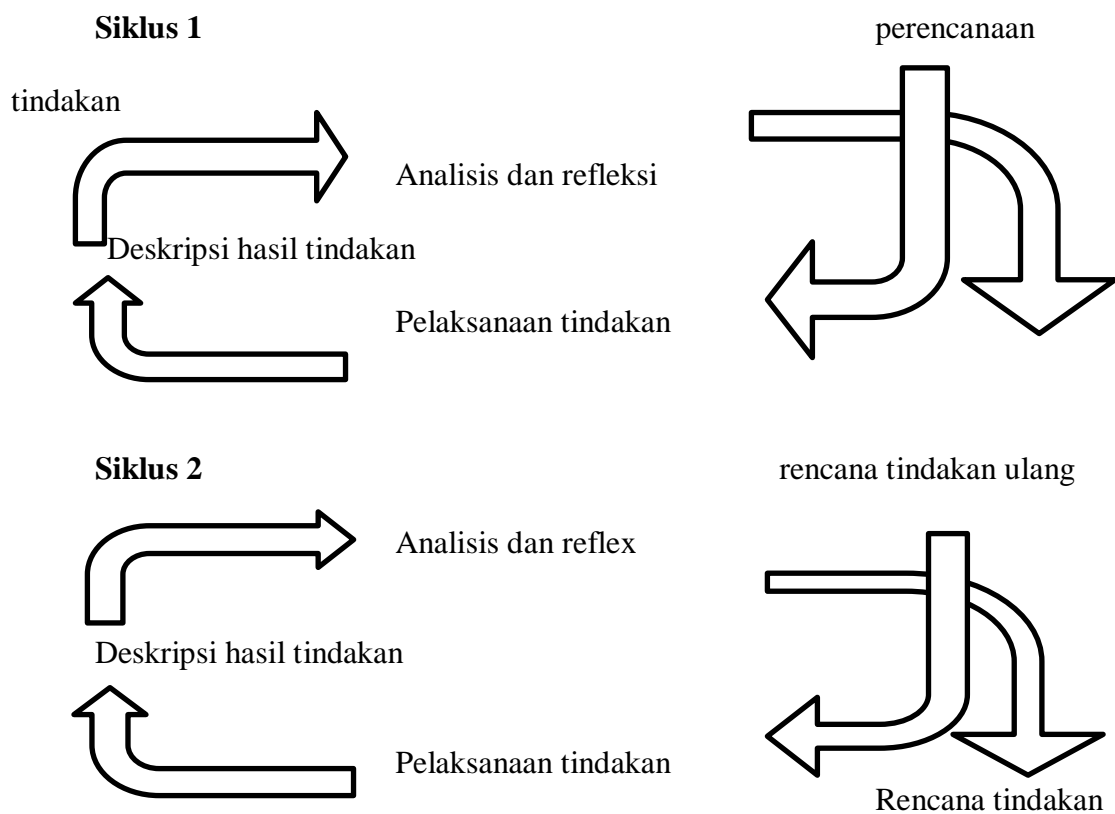 Siklus 1 perencanaan
tindakan
Analisis dan refleksi
Deskripsi hasil tindakan
Pelaksanaan tindakan
Siklus 2 rencana tindakan ulang
Analisis dan reflex
Deskripsi hasil tindakan
Pelaksanaan tindakan
Rencana tindakan